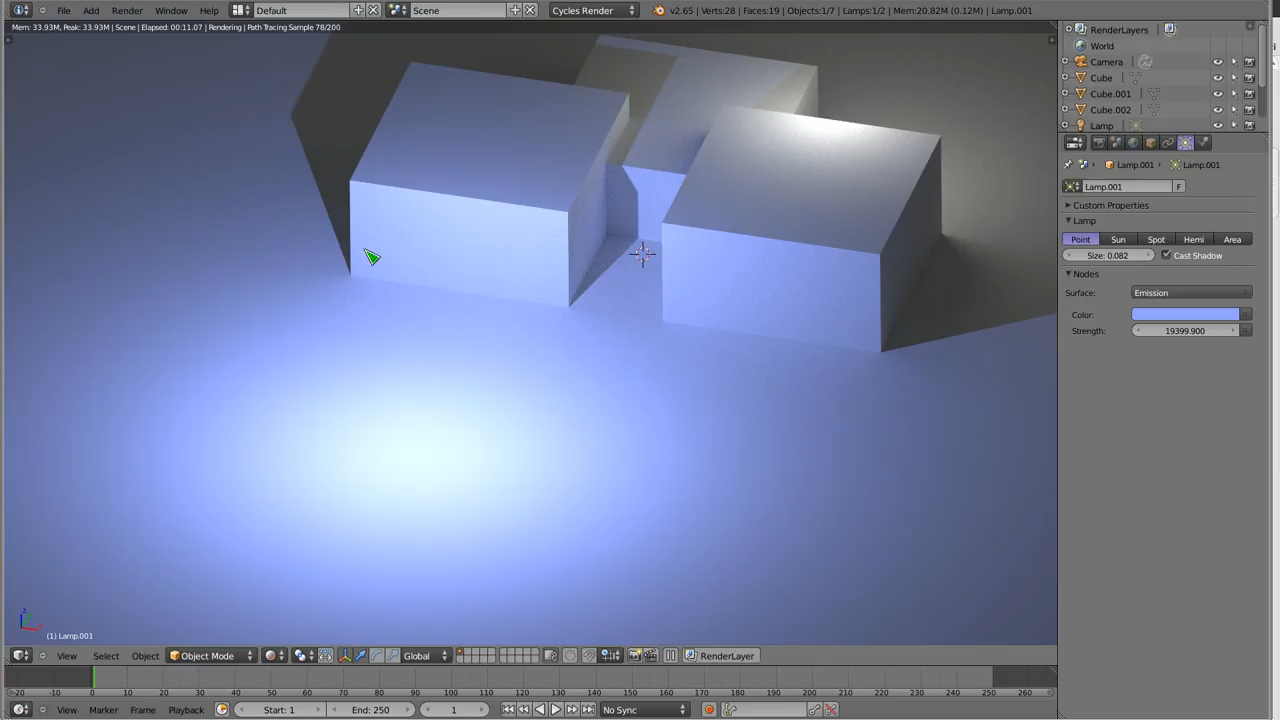 File Add Render Window Help Default Scene Cycles Render v2.65 | Verts:28 | Faces:19 | Objects:1/7 | Lamps:1/2 | Mem:20.82M (0.12M) | Lamp.001
Mem: 33.93M, Peak: 33.93M | Scene | Elapsed: 00:11.07 | Rendering | Path Tracing Sample 78/200
RenderLayers
World
Camera
Cube
Cube.001
Cube.002
Lamp
Lamp.001 Lamp.001
Lamp.001 F
Custom Properties
Lamp
Point Sun Spot Hemi Area
Size: 0.082 Cast Shadow
Nodes
Surface: Emission
Color:
Strength: 19399.900
(1) Lamp.001
View Select Object Object Mode Global RenderLayer
-20 -10 0 10 20 30 40 50 60 70 80 90 100 110 120 130 140 150 160 170 180 190 200 210 220 230 240 250 260
View Marker Frame Playback Start: 1 End: 250 1 No Sync